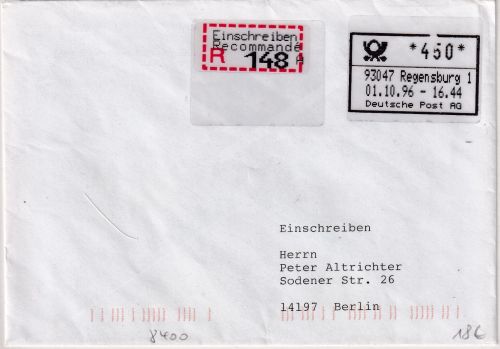 Einschreiben
Recommandé
R 148 A
*450*
93047 Regensburg 1
01.10.96 - 16.44
Deutsche Post AG
Einschreiben
Herrn
Peter Altrichter
Sodener Str. 26
14197 Berlin
8400
18€